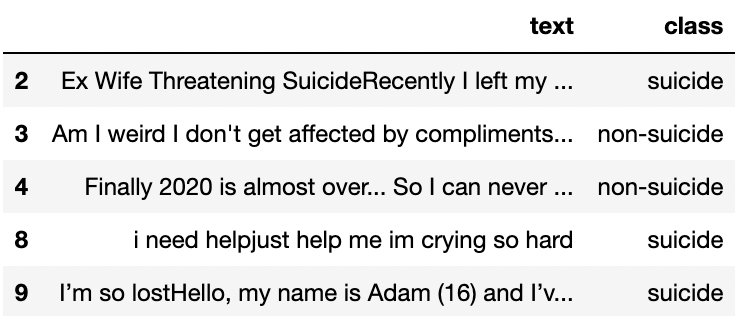 text class
2 Ex Wife Threatening SuicideRecently I left my ... suicide
3 Am I weird I don't get affected by compliments... non-suicide
4 Finally 2020 is almost over... So I can never ... non-suicide
8 i need helpjust help me im crying so hard suicide
9 I’m so lostHello, my name is Adam (16) and I’v... suicide